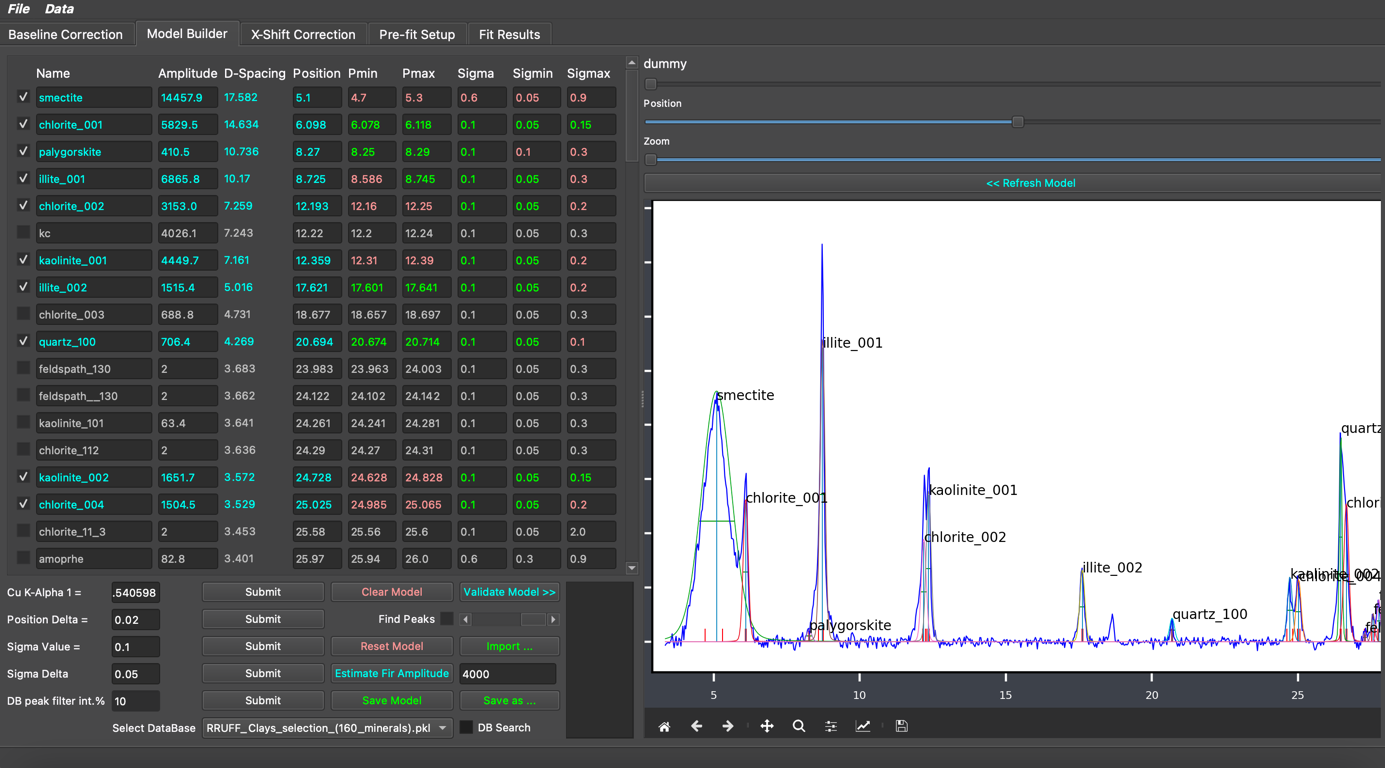 File Data
Baseline Correction Model Builder X-Shift Correction Pre-fit Setup Fit Results
Name Amplitude D-Spacing Position Pmin Pmax Sigma Sigmin Sigmax
smectite 14457.9 17.582 5.1 4.7 5.3 0.6 0.05 0.9
chlorite_001 5829.5 14.634 6.098 6.078 6.118 0.1 0.05 0.15
palygorskite 410.5 10.736 8.27 8.25 8.29 0.1 0.1 0.3
illite_001 6865.8 10.17 8.725 8.586 8.745 0.1 0.05 0.3
chlorite_002 3153.0 7.259 12.193 12.16 12.25 0.1 0.05 0.2
kc 4026.1 7.243 12.22 12.2 12.24 0.1 0.05 0.3
kaolinite_001 4449.7 7.161 12.359 12.31 12.39 0.1 0.05 0.2
illite_002 1515.4 5.016 17.621 17.601 17.641 0.1 0.05 0.2
chlorite_003 688.8 4.731 18.677 18.657 18.697 0.1 0.05 0.3
quartz_100 706.4 4.269 20.694 20.674 20.714 0.1 0.05 0.1
feldspath_130 2 3.683 23.983 23.963 24.003 0.1 0.05 0.3
feldspath__130 2 3.662 24.122 24.102 24.142 0.1 0.05 0.3
kaolinite_101 63.4 3.641 24.261 24.241 24.281 0.1 0.05 0.3
chlorite_112 2 3.636 24.29 24.27 24.31 0.1 0.05 0.3
kaolinite_002 1651.7 3.572 24.728 24.628 24.828 0.1 0.05 0.15
chlorite_004 1504.5 3.529 25.025 24.985 25.065 0.1 0.05 0.2
chlorite_11_3 2 3.453 25.58 25.56 25.6 0.1 0.05 2.0
amoprhe 82.8 3.401 25.97 25.94 26.0 0.6 0.3 0.9
Cu K-Alpha 1 = .540598 Submit Clear Model Validate Model >>
Position Delta = 0.02 Submit Find Peaks
Sigma Value = 0.1 Submit Reset Model Import ...
Sigma Delta 0.05 Submit Estimate Fir Amplitude 4000
DB peak filter int.% 10 Submit Save Model Save as ...
Select DataBase RRUFF_Clays_selection_(160_minerals).pkl DB Search
dummy
Position
Zoom
<< Refresh Model
illite_001
smectite
quartz
kaolinite_001
chlorite_001
chlori
chlorite_002
illite_002
kaolinite_002
chlorite_004
quartz_100
palygorskite
5 10 15 20 25